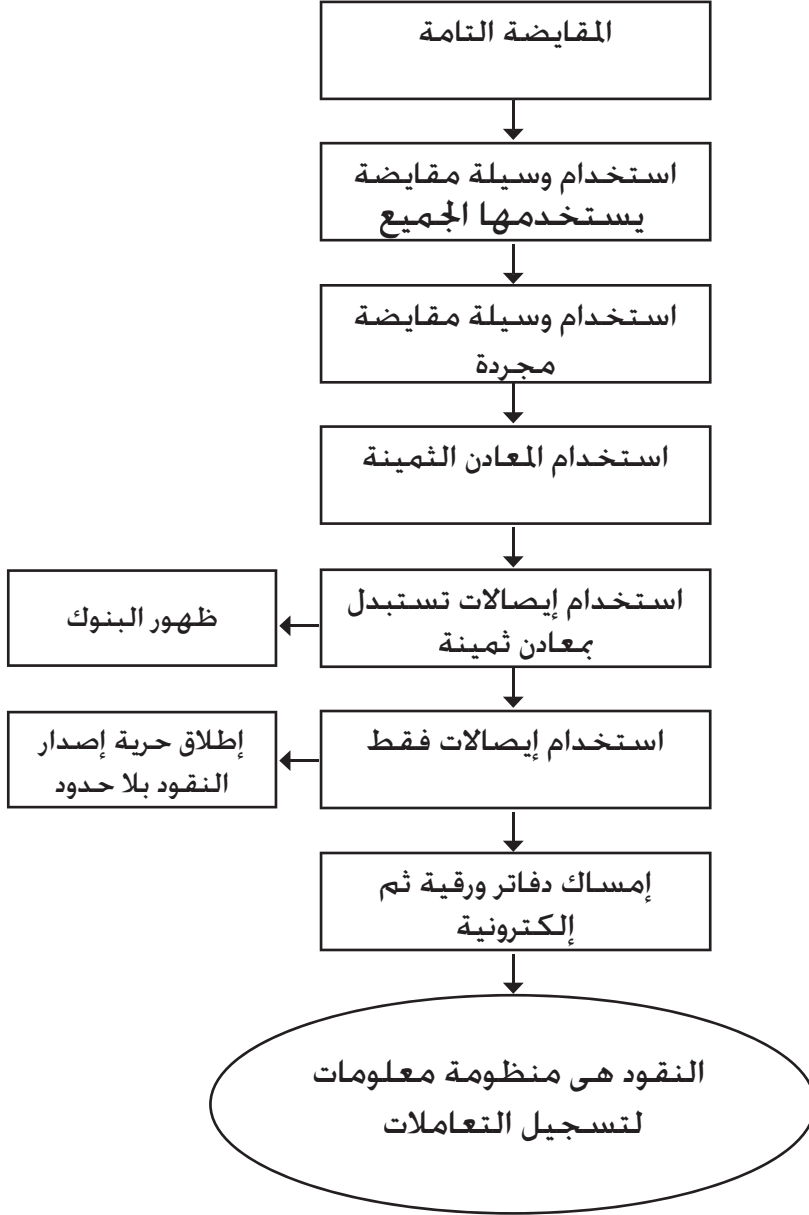 المقايضة التامة
استخدام وسيلة مقايضة
يستخدمها الجميع
استخدام وسيلة مقايضة
مجردة
استخدام المعادن الثمينة
استخدام إيصالات تستبدل
بمعادن ثمينة
ظهور البنوك
استخدام إيصالات فقط
إطلاق حرية إصدار
النقود بلا حدود
إمساك دفاتر ورقية ثم
إلكترونية
النقود هى منظومة معلومات
لتسجيل التعاملات